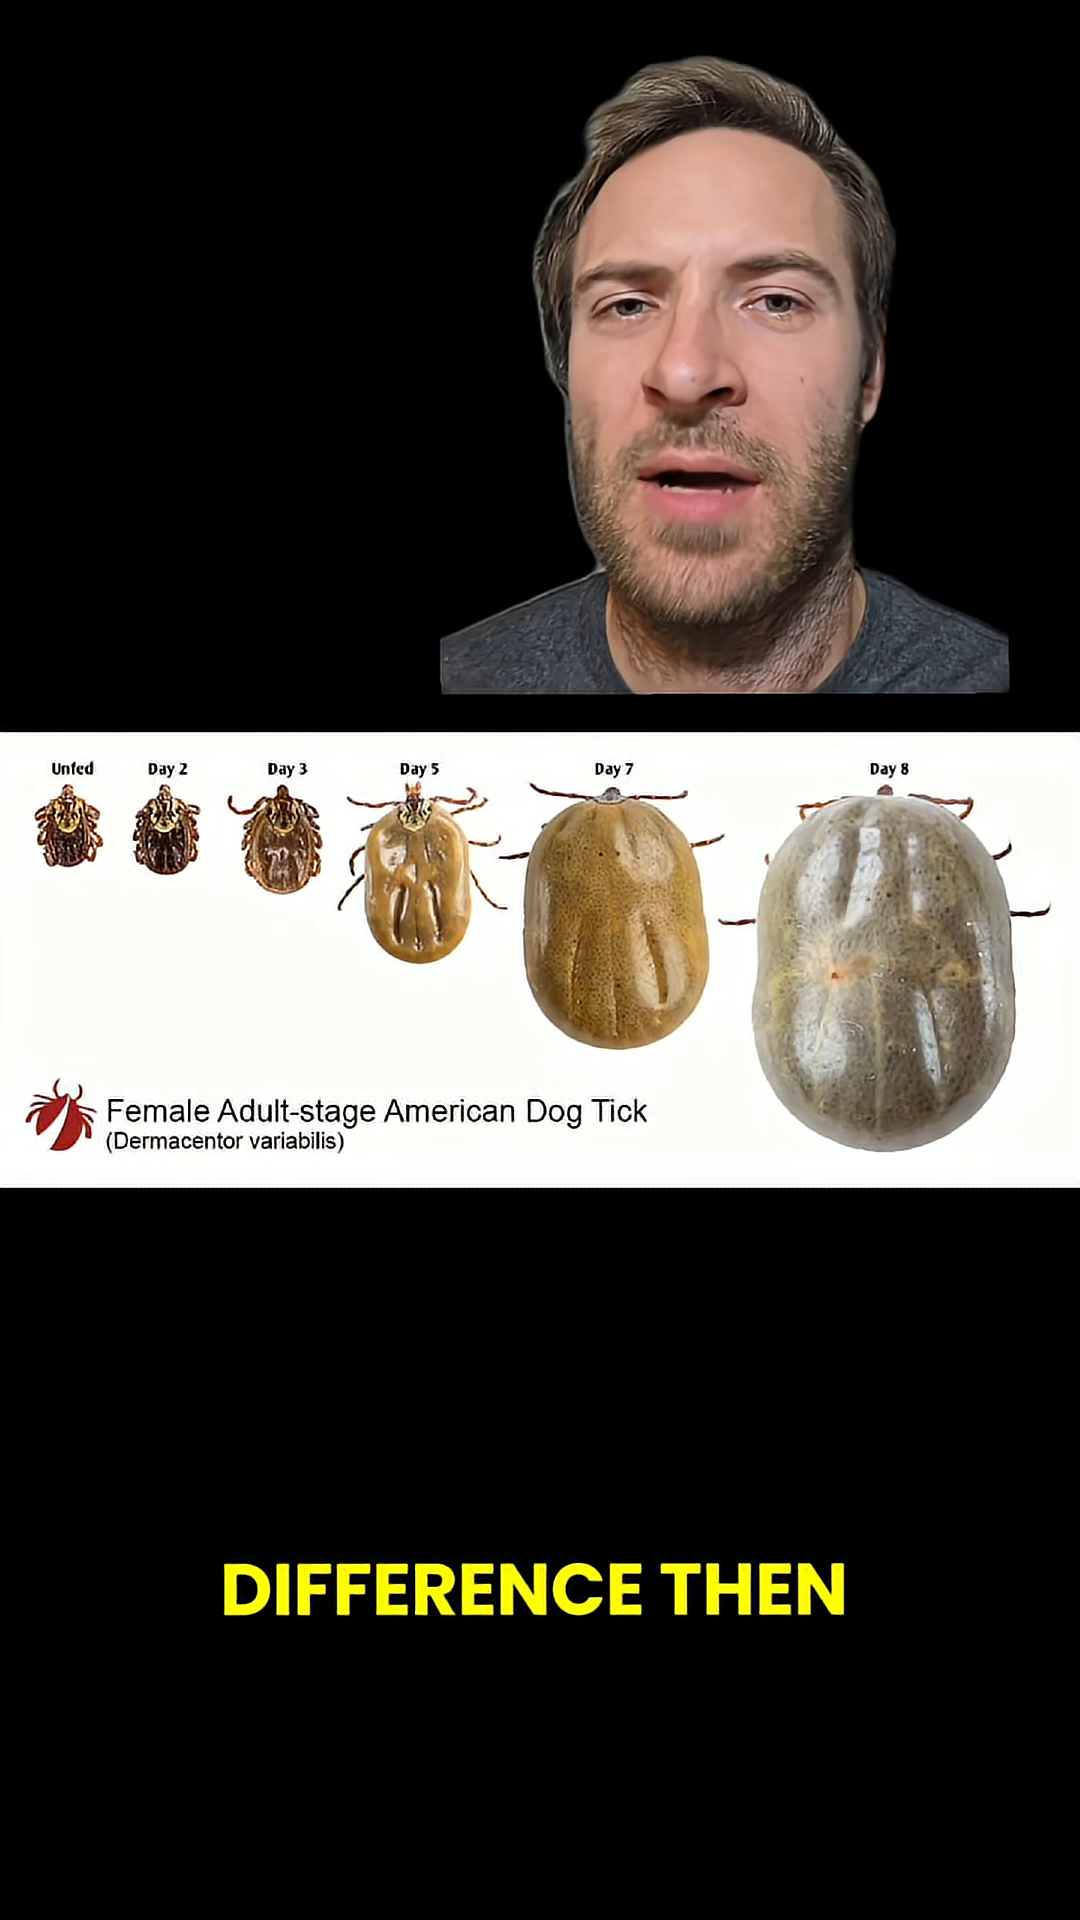 Unfed Day 2 Day 3 Day 5 Day 7 Day 8
Female Adult-stage American Dog Tick
(Dermacentor variabilis)
DIFFERENCE THEN